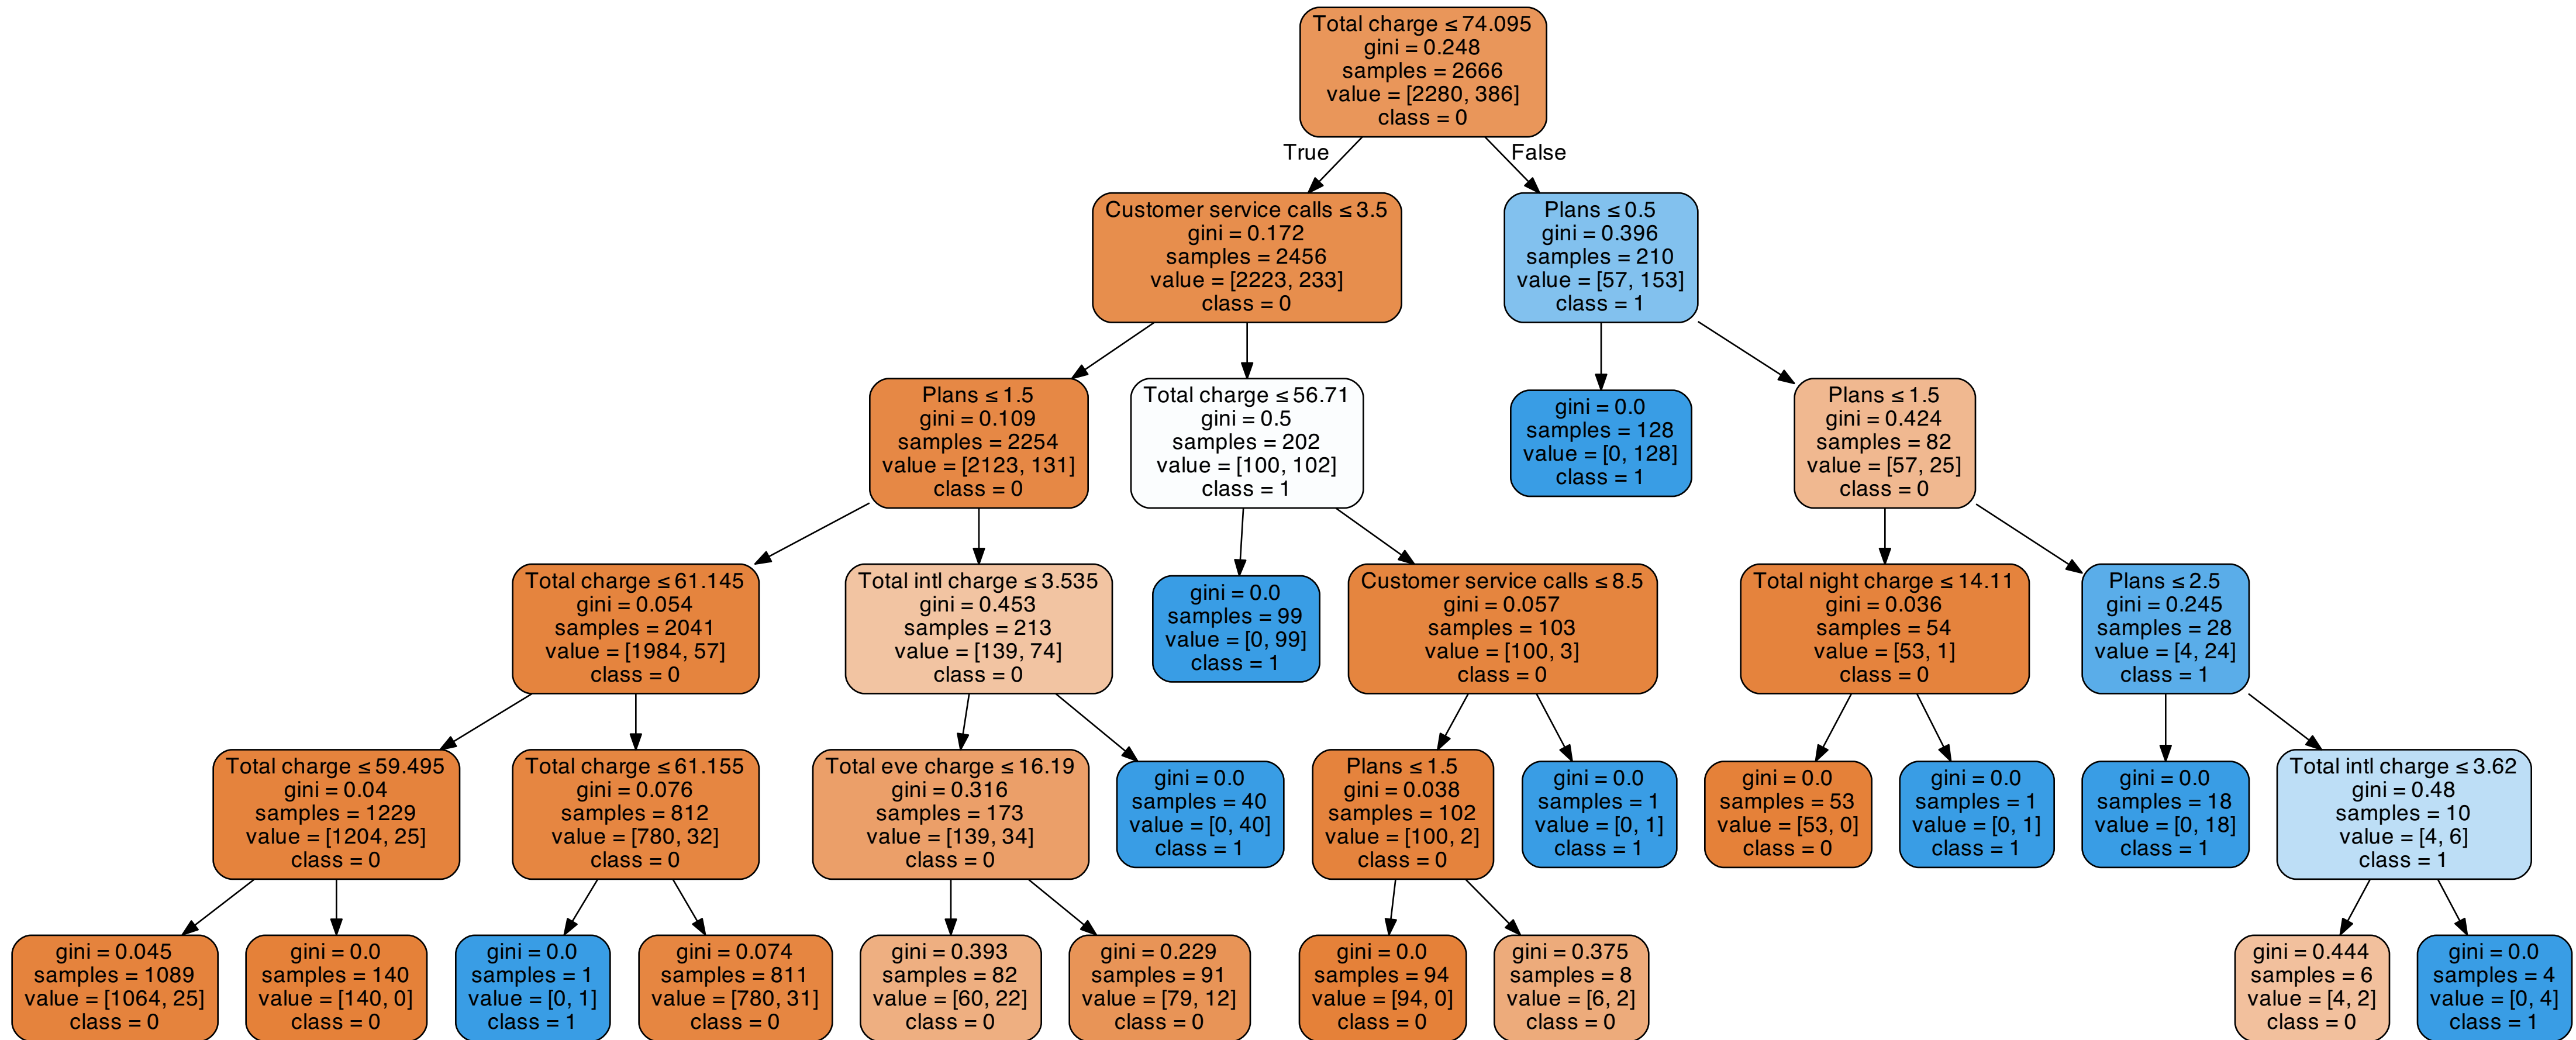 Total charge ≤ 74.095
gini = 0.248
samples = 2666
value = [2280, 386]
class = 0
True
False
Customer service calls ≤ 3.5
gini = 0.172
samples = 2456
value = [2223, 233]
class = 0
Plans ≤ 0.5
gini = 0.396
samples = 210
value = [57, 153]
class = 1
Plans ≤ 1.5
gini = 0.109
samples = 2254
value = [2123, 131]
class = 0
Total charge ≤ 56.71
gini = 0.5
samples = 202
value = [100, 102]
class = 1
gini = 0.0
samples = 128
value = [0, 128]
class = 1
Plans ≤ 1.5
gini = 0.424
samples = 82
value = [57, 25]
class = 0
Total charge ≤ 61.145
gini = 0.054
samples = 2041
value = [1984, 57]
class = 0
Total intl charge ≤ 3.535
gini = 0.453
samples = 213
value = [139, 74]
class = 0
gini = 0.0
samples = 99
value = [0, 99]
class = 1
Customer service calls ≤ 8.5
gini = 0.057
samples = 103
value = [100, 3]
class = 0
Total night charge ≤ 14.11
gini = 0.036
samples = 54
value = [53, 1]
class = 0
Plans ≤ 2.5
gini = 0.245
samples = 28
value = [4, 24]
class = 1
Total charge ≤ 59.495
gini = 0.04
samples = 1229
value = [1204, 25]
class = 0
Total charge ≤ 61.155
gini = 0.076
samples = 812
value = [780, 32]
class = 0
Total eve charge ≤ 16.19
gini = 0.316
samples = 173
value = [139, 34]
class = 0
gini = 0.0
samples = 40
value = [0, 40]
class = 1
Plans ≤ 1.5
gini = 0.038
samples = 102
value = [100, 2]
class = 0
gini = 0.0
samples = 1
value = [0, 1]
class = 1
gini = 0.0
samples = 53
value = [53, 0]
class = 0
gini = 0.0
samples = 1
value = [0, 1]
class = 1
gini = 0.0
samples = 18
value = [0, 18]
class = 1
Total intl charge ≤ 3.62
gini = 0.48
samples = 10
value = [4, 6]
class = 1
gini = 0.045
samples = 1089
value = [1064, 25]
class = 0
gini = 0.0
samples = 140
value = [140, 0]
class = 0
gini = 0.0
samples = 1
value = [0, 1]
class = 1
gini = 0.074
samples = 811
value = [780, 31]
class = 0
gini = 0.393
samples = 82
value = [60, 22]
class = 0
gini = 0.229
samples = 91
value = [79, 12]
class = 0
gini = 0.0
samples = 94
value = [94, 0]
class = 0
gini = 0.375
samples = 8
value = [6, 2]
class = 0
gini = 0.444
samples = 6
value = [4, 2]
class = 0
gini = 0.0
samples = 4
value = [0, 4]
class = 1